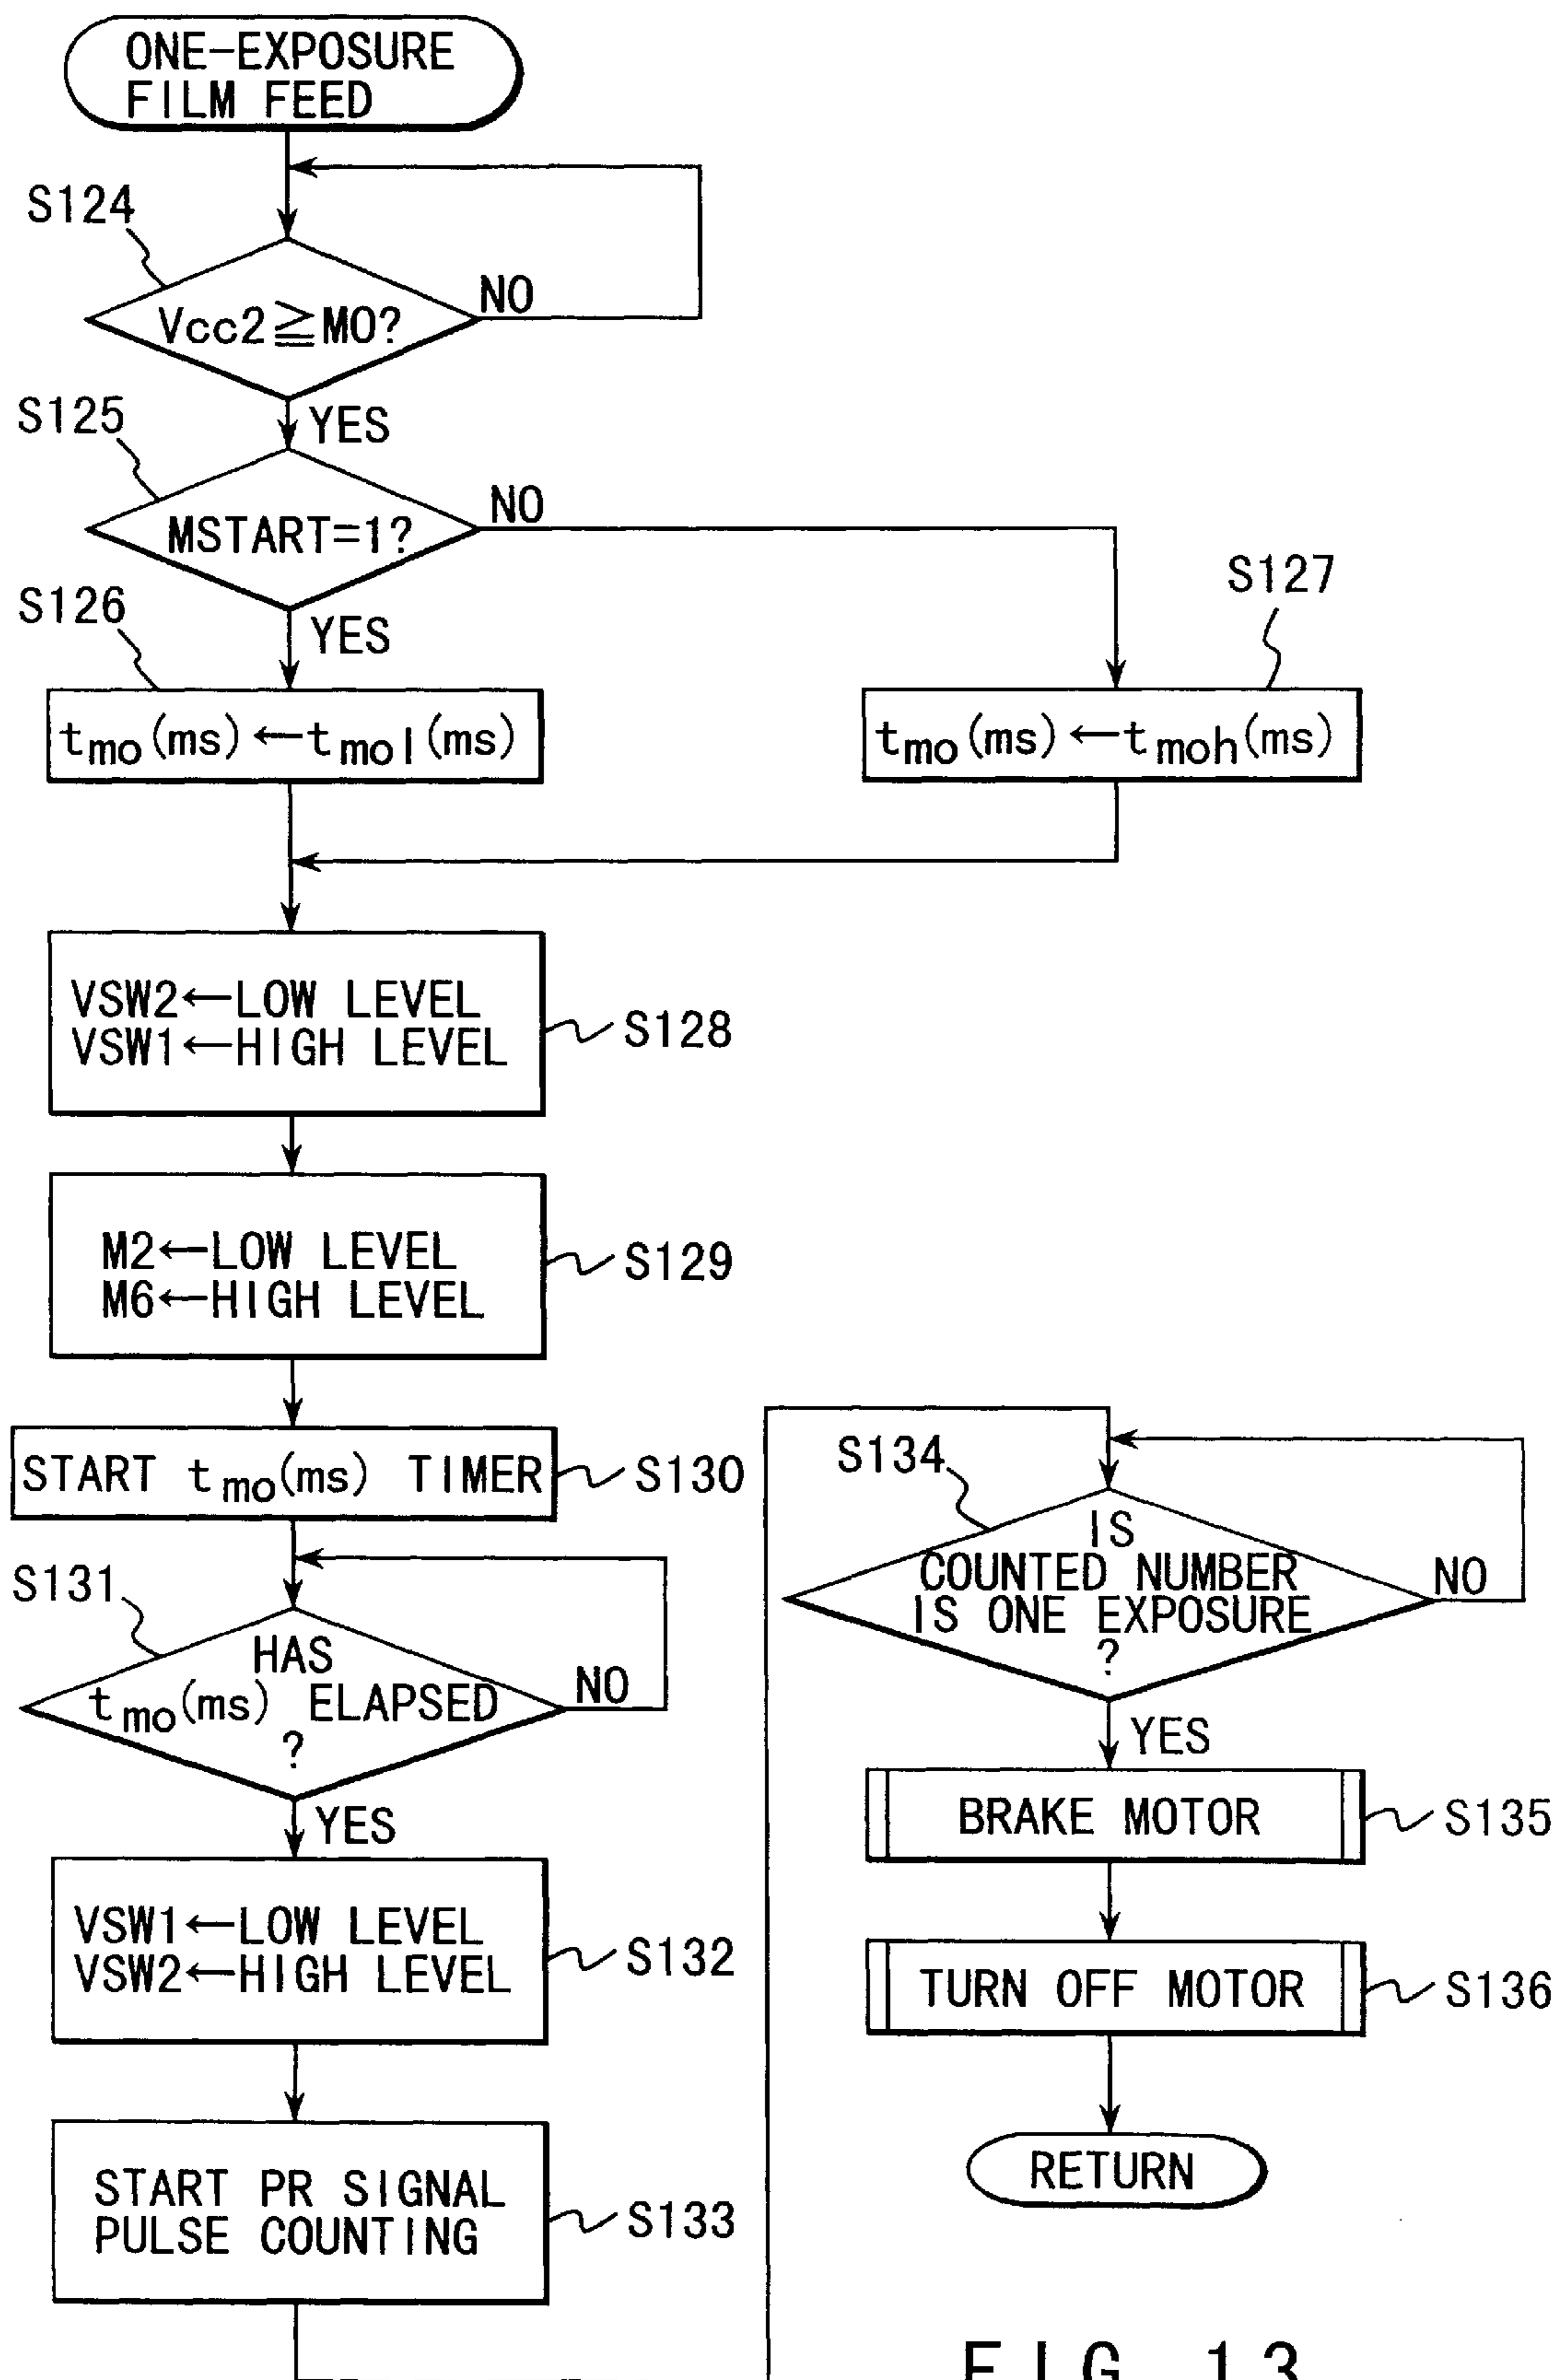 ONE-EXPOSURE
FILM FEED
S124
Vcc2≧MO?
NO
YES
S125
MSTART=1?
NO
YES
S126
tmo(ms)←tmol(ms)
S127
tmo(ms)←tmoh(ms)
VSW2←LOW LEVEL
VSW1←HIGH LEVEL
S128
M2←LOW LEVEL
M6←HIGH LEVEL
S129
START tmo(ms) TIMER
S130
S131
HAS
tmo(ms) ELAPSED
?
NO
YES
VSW1←LOW LEVEL
VSW2←HIGH LEVEL
S132
START PR SIGNAL
PULSE COUNTING
S133
S134
IS
COUNTED NUMBER
IS ONE EXPOSURE
?
NO
YES
BRAKE MOTOR
S135
TURN OFF MOTOR
S136
RETURN
FIG. 13